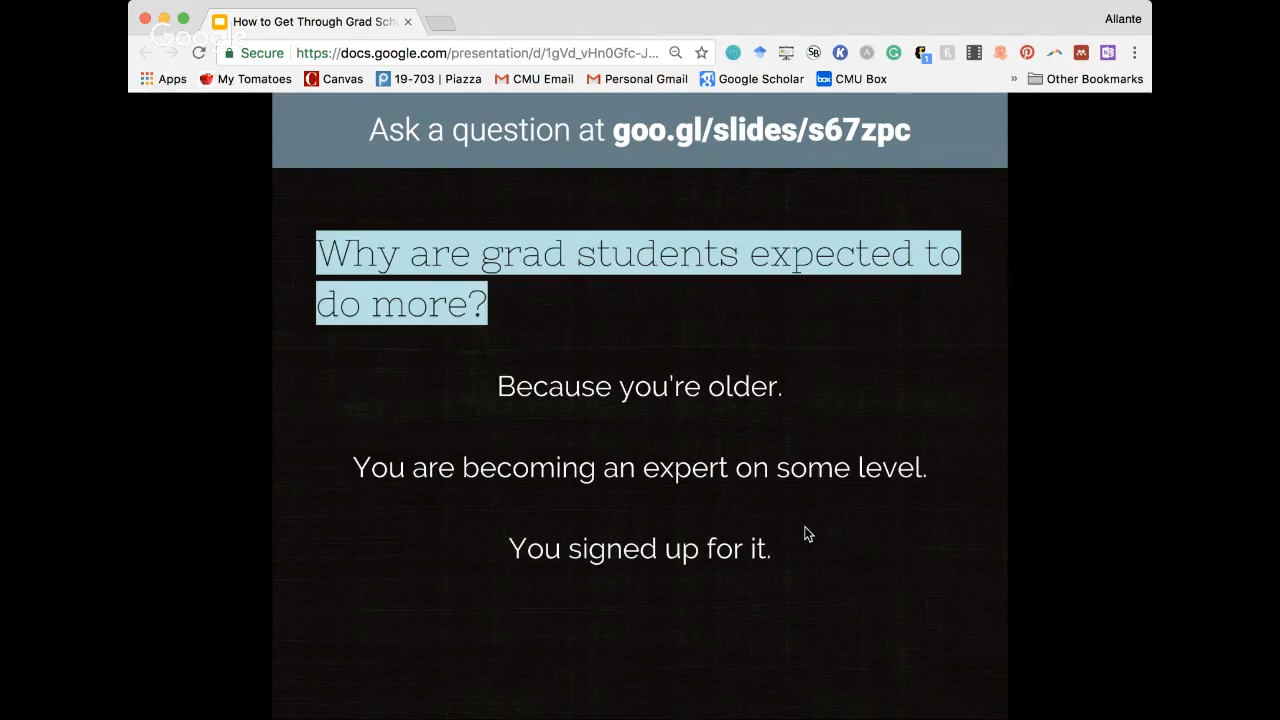 How to Get Through Grad Scho
Allante
Google
Secure https://docs.google.com/presentation/d/1gVd_vHn0Gfc-J...
Apps My Tomatoes Canvas 19-703 | Piazza CMU Email Personal Gmail Google Scholar box CMU Box » Other Bookmarks
Ask a question at goo.gl/slides/s67zpc
Why are grad students expected to
do more?
Because you're older.
You are becoming an expert on some level.
You signed up for it.